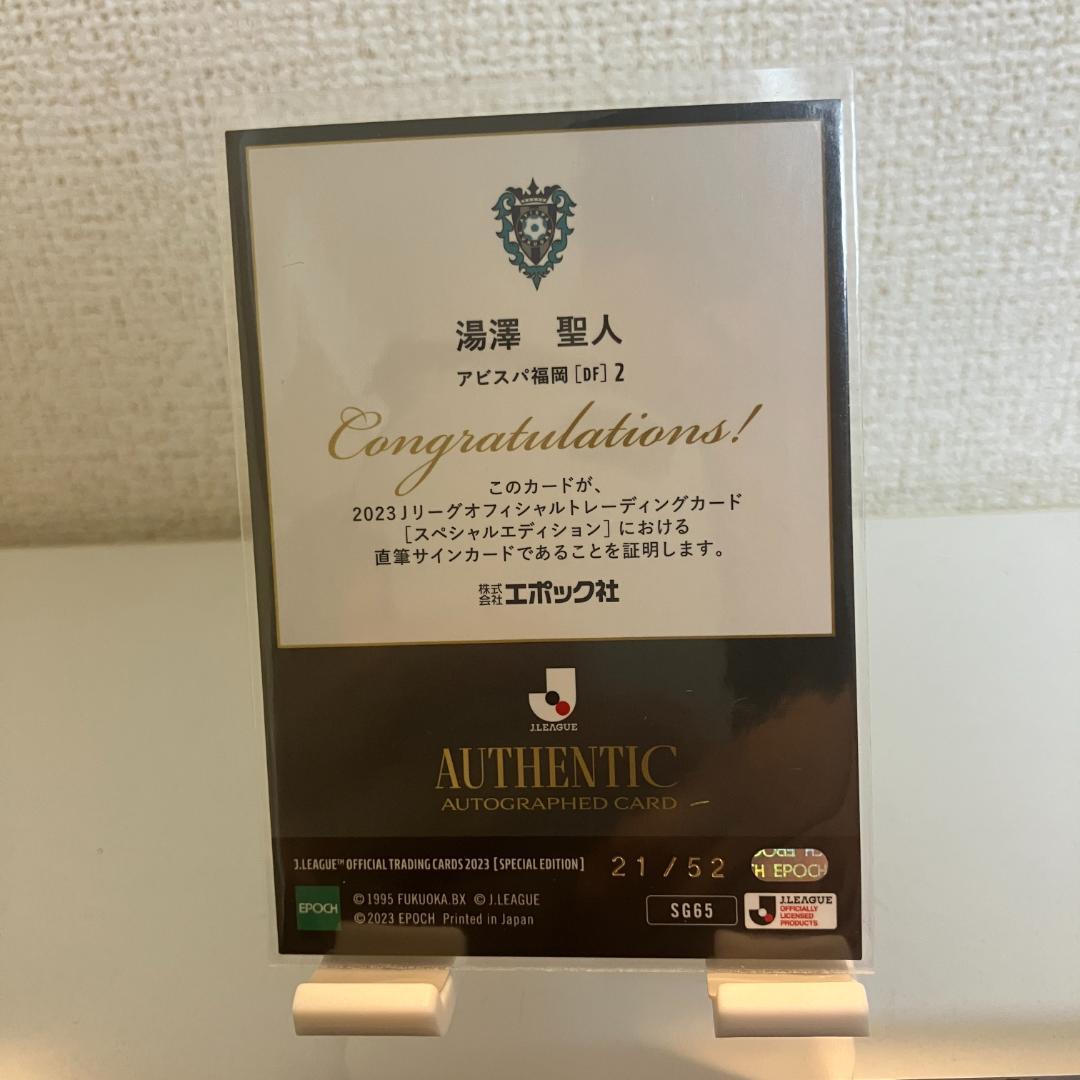 湯澤 聖人
アビスパ福岡 [DF] 2
Congratulations!
このカードが、
2023Jリーグオフィシャルトレーディングカード
[スペシャルエディション] における
直筆サインカードであることを証明します。
株式会社 エポック社
J.LEAGUE
AUTHENTIC
AUTOGRAPHED CARD
J.LEAGUE™ OFFICIAL TRADING CARDS 2023 [SPECIAL EDITION] 21/52
EPOCH
EPOCH
©1995 FUKUOKA.BX ©J.LEAGUE
©2023 EPOCH Printed in Japan
SG65
J.LEAGUE
OFFICIALLY
LICENSED
PRODUCTS